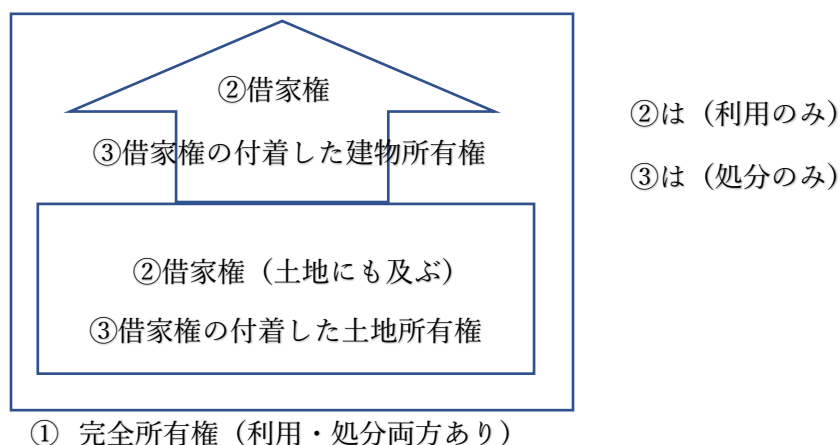 ②借家権
③借家権の付着した建物所有権
②借家権（土地にも及ぶ）
③借家権の付着した土地所有権
②は（利用のみ）
③は（処分のみ）
① 完全所有権（利用・処分両方あり）